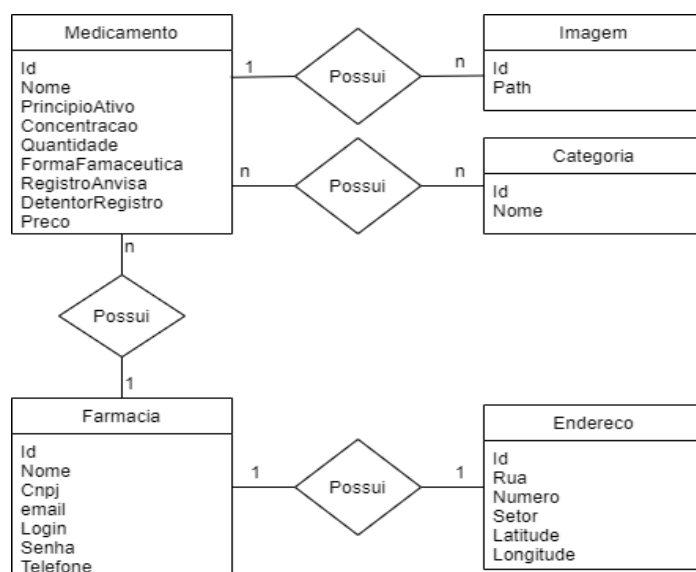 Medicamento
Id
Nome
PrincipioAtivo
Concentracao
Quantidade
FormaFamaceutica
RegistroAnvisa
DetentorRegistro
Preco
1
Possui
n
Imagem
Id
Path
n
Possui
n
Categoria
Id
Nome
n
Possui
1
Farmacia
Id
Nome
Cnpj
email
Login
Senha
Telefone
1
Possui
1
Endereco
Id
Rua
Numero
Setor
Latitude
Longitude